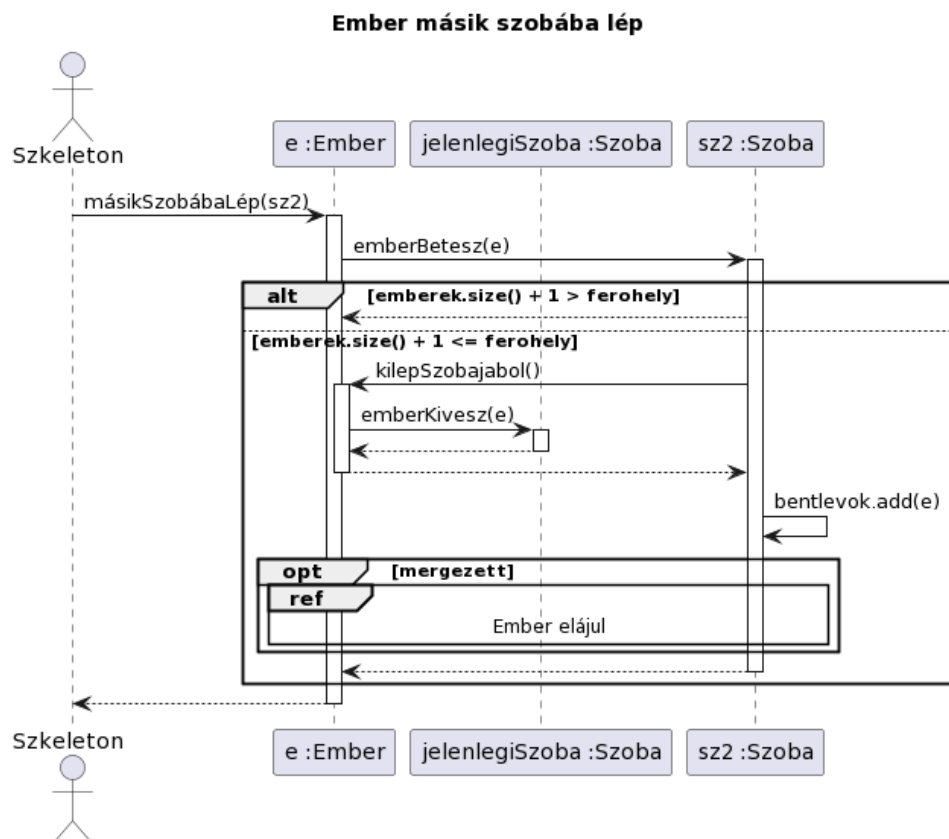 Ember másik szobába lép
Szkeleton
e :Ember
jelenlegiSzoba :Szoba
sz2 :Szoba
másikSzobábaLép(sz2)
emberBetesz(e)
alt [emberek.size() + 1 > ferohely]
[emberek.size() + 1 <= ferohely]
kilepSzobajabol()
emberKivesz(e)
bentlevok.add(e)
opt [mergezett]
ref
Ember elájul
Szkeleton
e :Ember
jelenlegiSzoba :Szoba
sz2 :Szoba